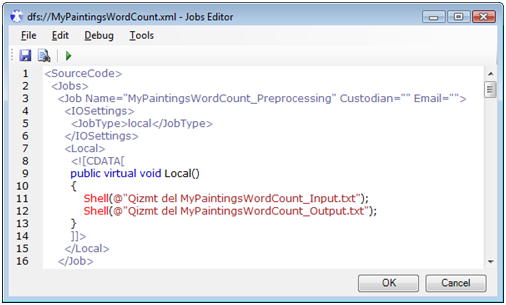 dfs://MyPaintingsWordCount.xml - Jobs Editor
File Edit Debug Tools
1 <SourceCode>
2 <Jobs>
3 <Job Name="MyPaintingsWordCount_Preprocessing" Custodian="" Email="">
4 <IOSettings>
5 <JobType>local</JobType>
6 </IOSettings>
7 <Local>
8 <![CDATA[
9 public virtual void Local()
10 {
11 Shell(@"Qizmt del MyPaintingsWordCount_Input.txt");
12 Shell(@"Qizmt del MyPaintingsWordCount_Output.txt");
13 }
14 ]]>
15 </Local>
16 </Job>
OK Cancel